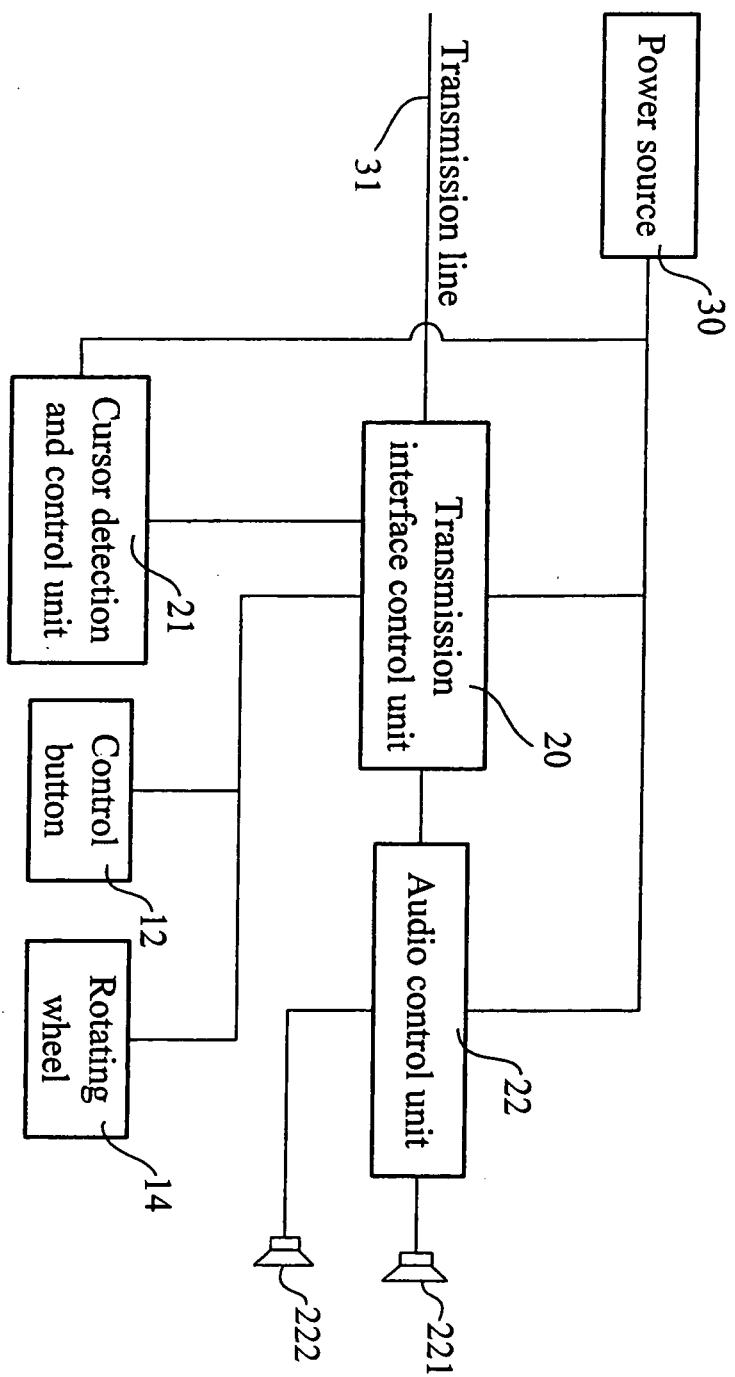 Power source
30
Transmission line
31
Transmission
interface control unit
20
Audio control unit
22
221
222
Cursor detection
and control unit
21
Control
button
12
Rotating
wheel
14